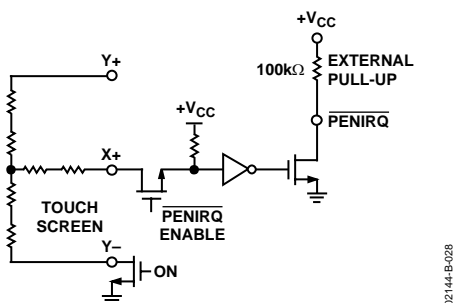 +VCC
100kΩ
EXTERNAL
PULL-UP
Y+
+VCC
PENIRQ
X+
TOUCH
SCREEN
PENIRQ
ENABLE
Y–
ON
02144-B-028